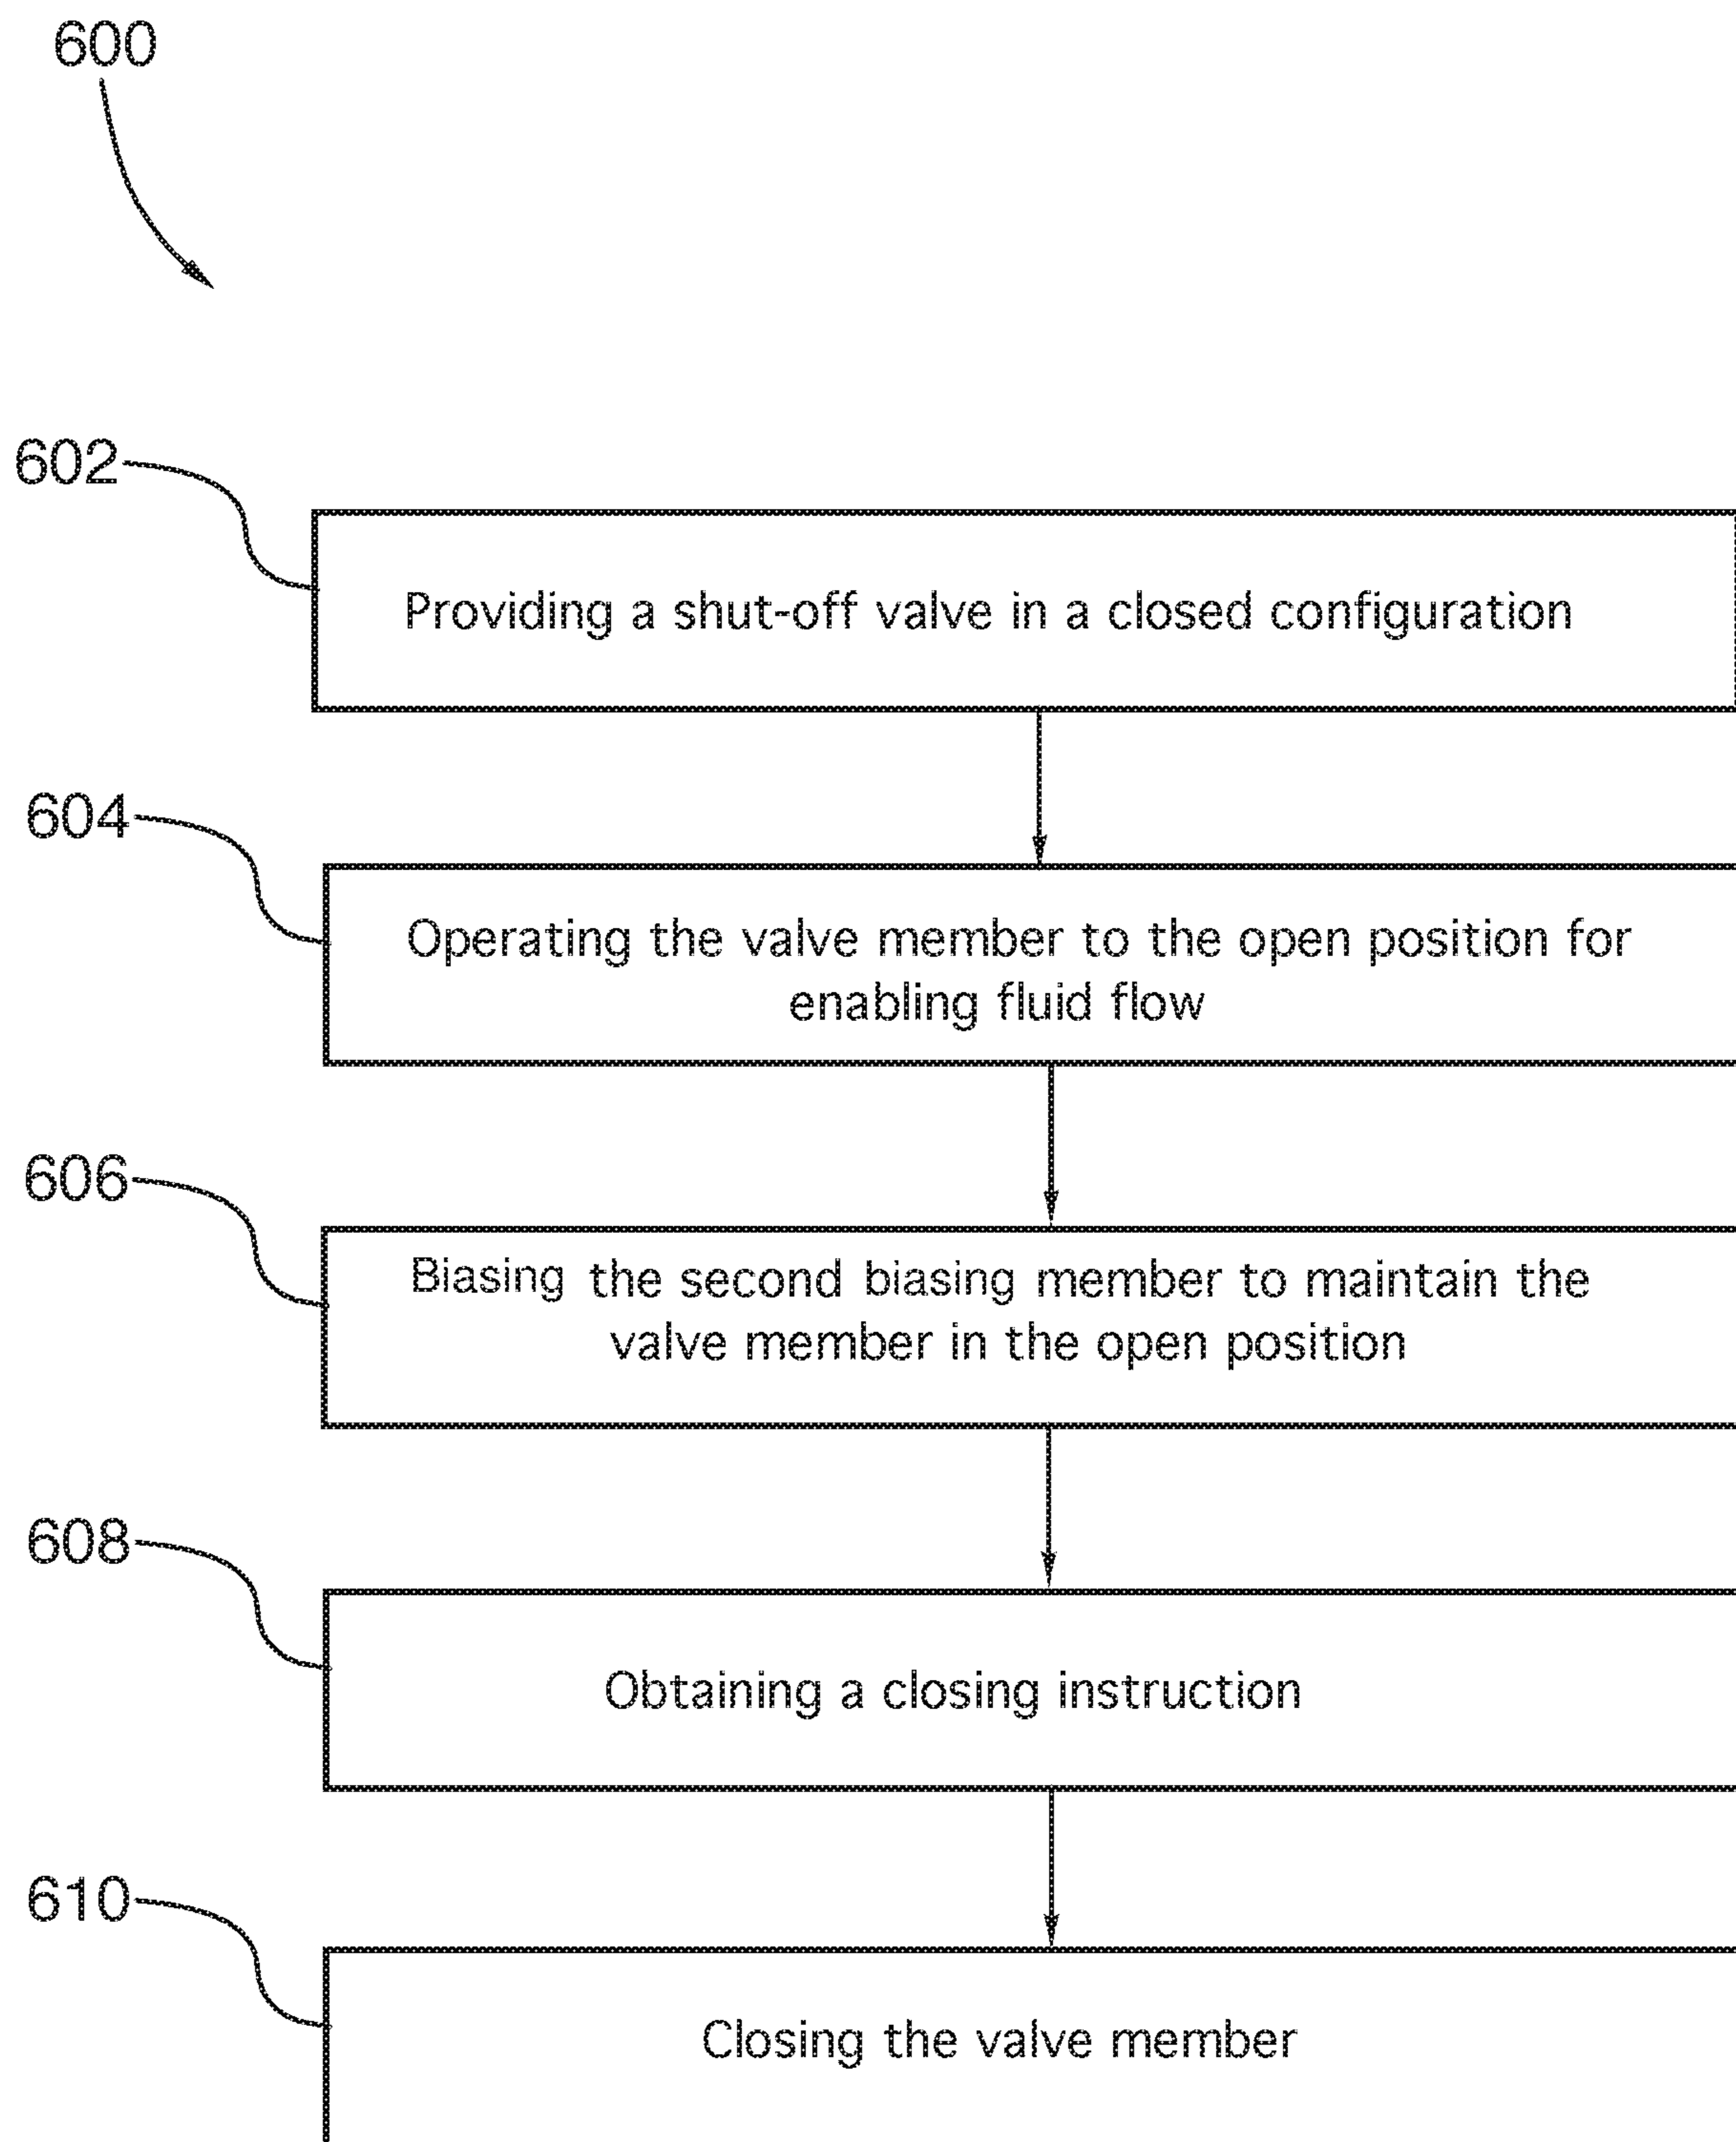 600
602
Providing a shut-off valve in a closed configuration
604
Operating the valve member to the open position for
enabling fluid flow
606
Biasing the second biasing member to maintain the
valve member in the open position
608
Obtaining a closing instruction
610
Closing the valve member